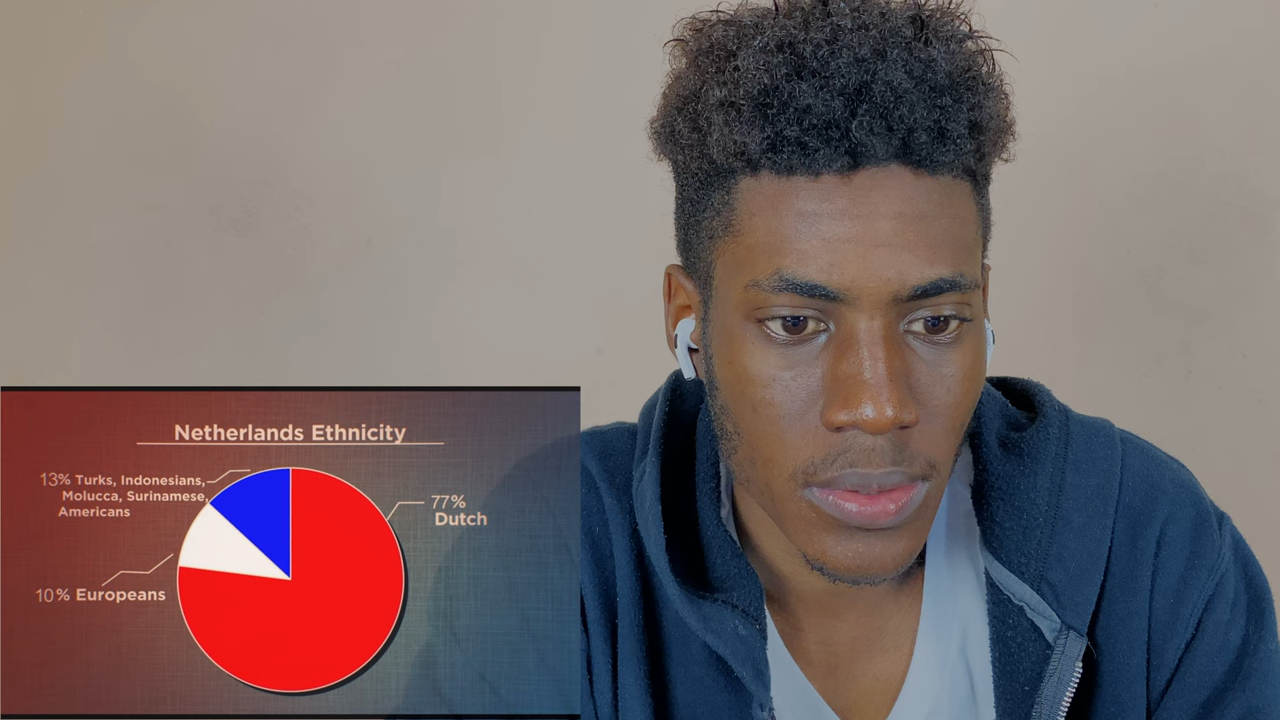 Netherlands Ethnicity
13% Turks, Indonesians,
Molucca, Surinamese,
Americans
77%
Dutch
10% Europeans